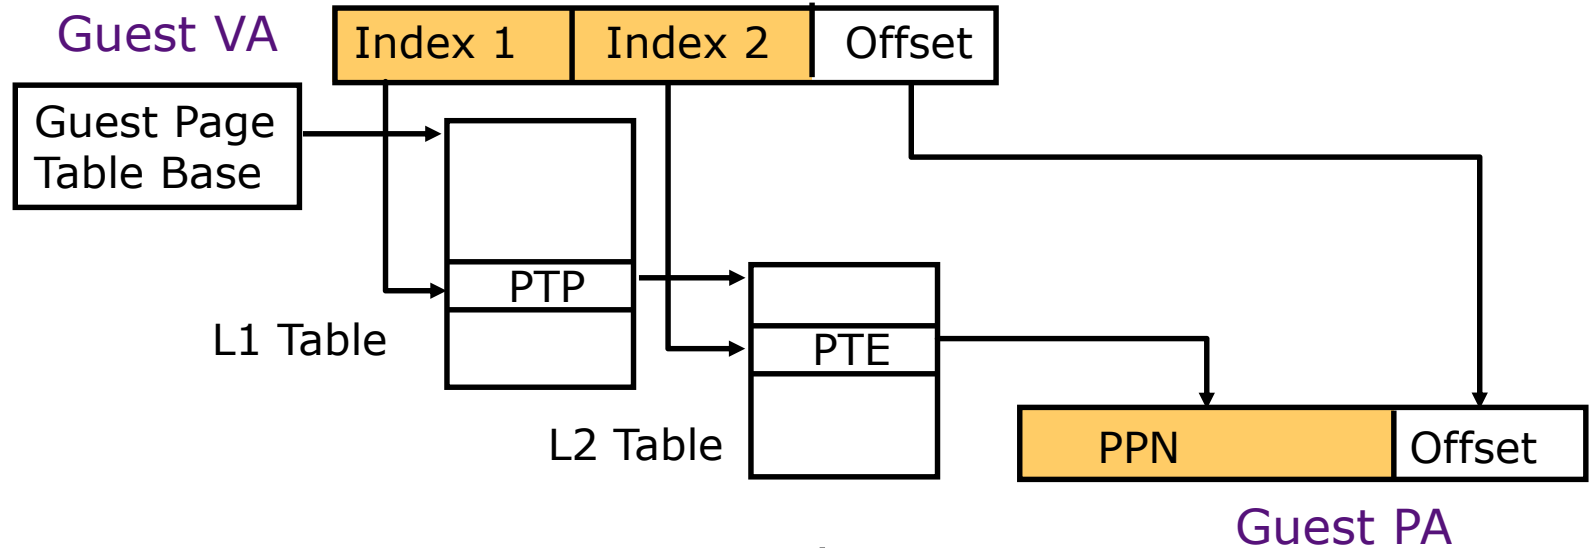 Guest VA
Index 1
Index 2
Offset
Guest Page
Table Base
PTP
L1 Table
PTE
L2 Table
PPN
Offset
Guest PA